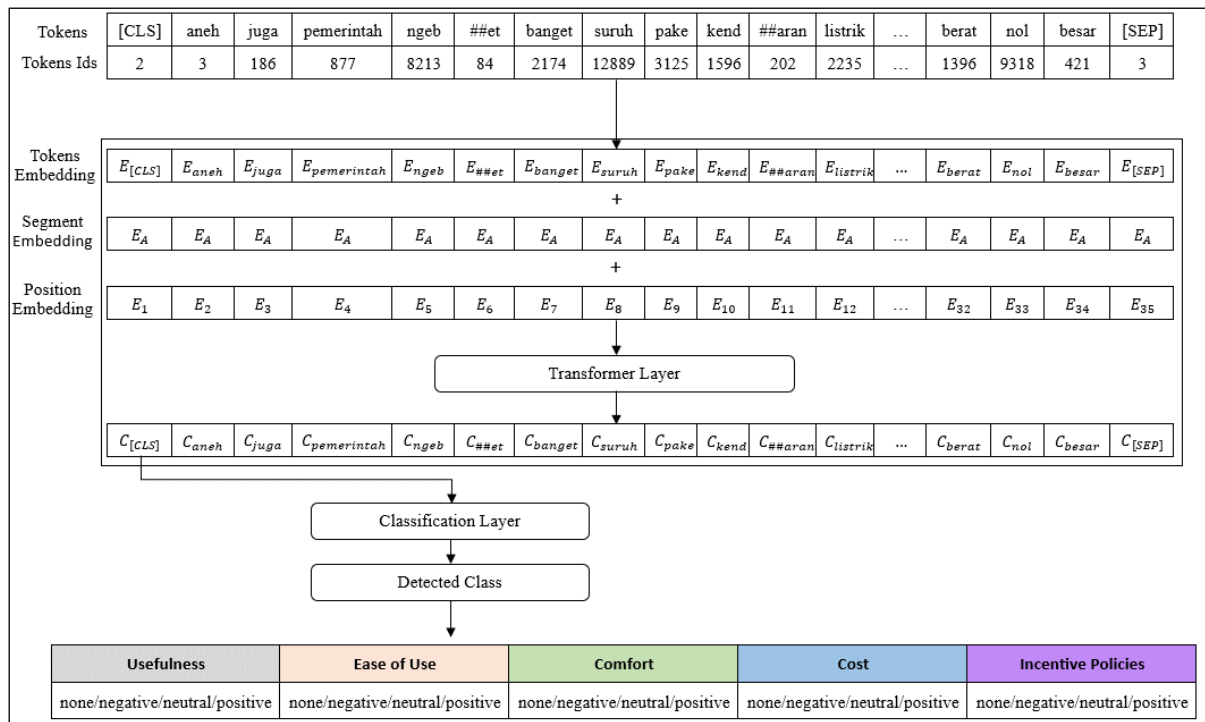 Tokens [CLS] aneh juga pemerintah ngeb ##et banget suruh pake kend ##aran listrik ... berat nol besar [SEP]
Tokens Ids 2 3 186 877 8213 84 2174 12889 3125 1596 202 2235 ... 1396 9318 421 3
Tokens
Embedding
E[CLS] Eaneh Ejuga Epemerintah Engeb E##et Ebanget Esuruh Epake Ekend E##aran Elistrik ... Eberat Enol Ebesar E[SEP]
+
Segment
Embedding
EA EA EA EA EA EA EA EA EA EA EA EA ... EA EA EA EA
+
Position
Embedding
E1 E2 E3 E4 E5 E6 E7 E8 E9 E10 E11 E12 ... E32 E33 E34 E35
Transformer Layer
C[CLS] Caneh Cjuga Cpemerintah Cngeb C##et Cbanget Csuruh Cpake Ckend C##aran Clistrik ... Cberat Cnol Cbesar C[SEP]
Classification Layer
Detected Class
Usefulness Ease of Use Comfort Cost Incentive Policies
none/negative/neutral/positive none/negative/neutral/positive none/negative/neutral/positive none/negative/neutral/positive none/negative/neutral/positive